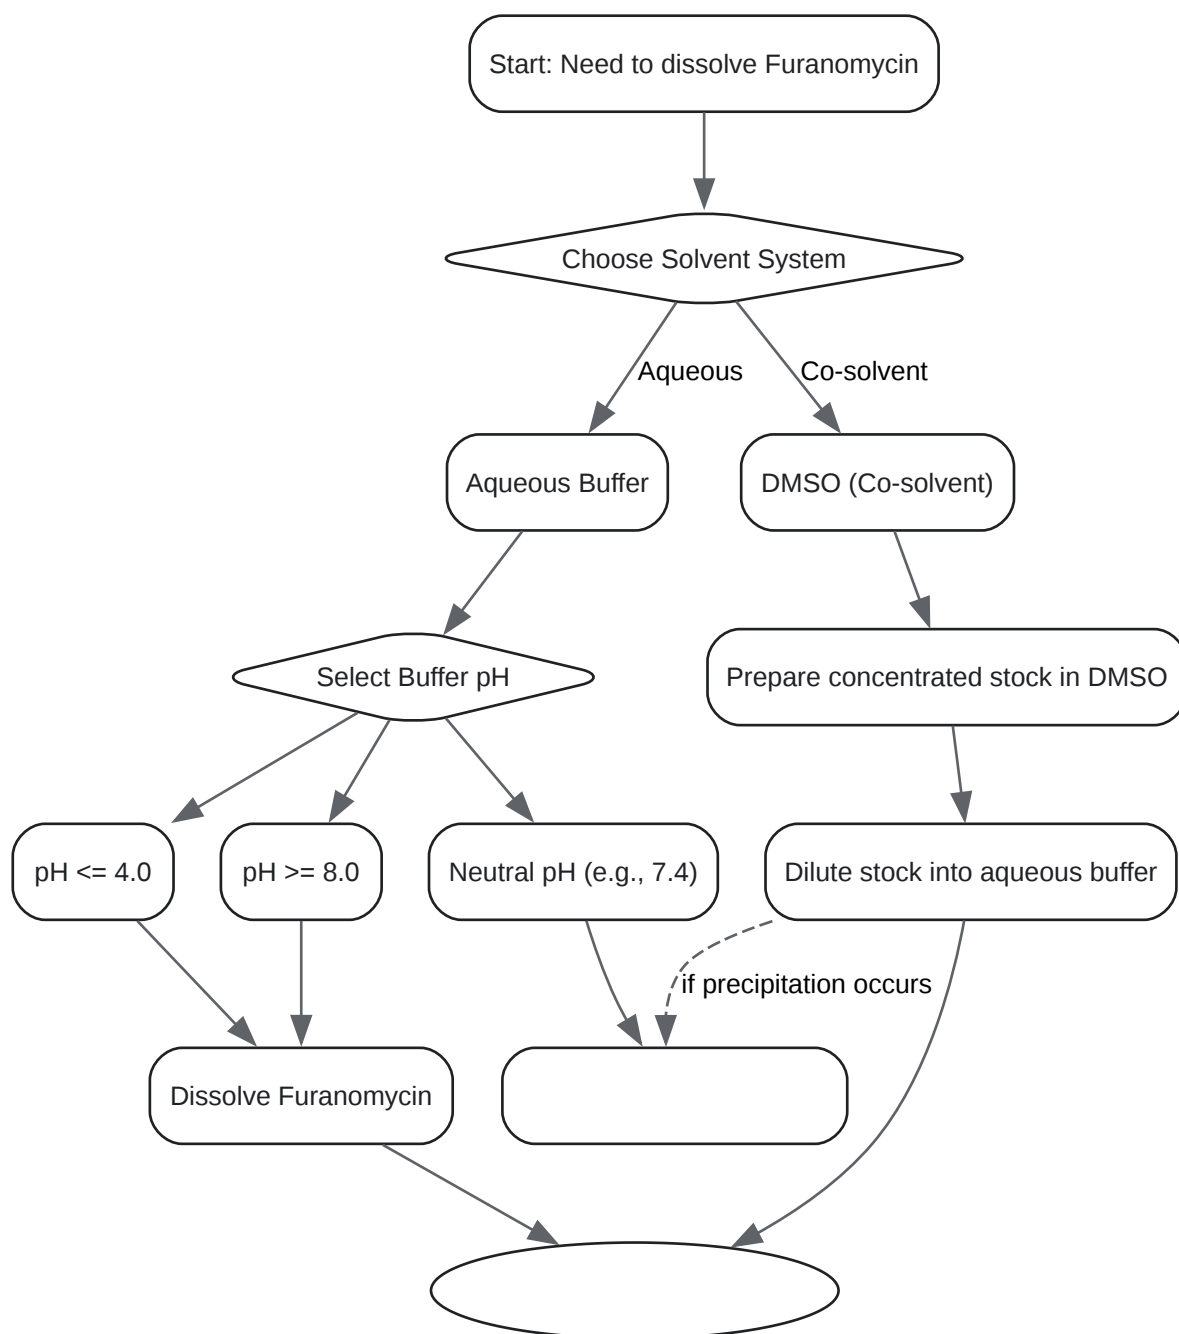 Start: Need to dissolve Furanomycin
Choose Solvent System
Aqueous
Co-solvent
Aqueous Buffer
DMSO (Co-solvent)
Select Buffer pH
Prepare concentrated stock in DMSO
pH <= 4.0
pH >= 8.0
Neutral pH (e.g., 7.4)
Dilute stock into aqueous buffer
if precipitation occurs
Dissolve Furanomycin